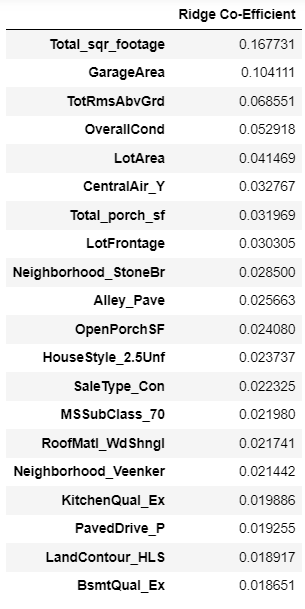 Ridge Co-Efficient
Total_sqr_footage 0.167731
GarageArea 0.104111
TotRmsAbvGrd 0.068551
OverallCond 0.052918
LotArea 0.041469
CentralAir_Y 0.032767
Total_porch_sf 0.031969
LotFrontage 0.030305
Neighborhood_StoneBr 0.028500
Alley_Pave 0.025663
OpenPorchSF 0.024080
HouseStyle_2.5Unf 0.023737
SaleType_Con 0.022325
MSSubClass_70 0.021980
RoofMatl_WdShngl 0.021741
Neighborhood_Veenker 0.021442
KitchenQual_Ex 0.019886
PavedDrive_P 0.019255
LandContour_HLS 0.018917
BsmtQual_Ex 0.018651